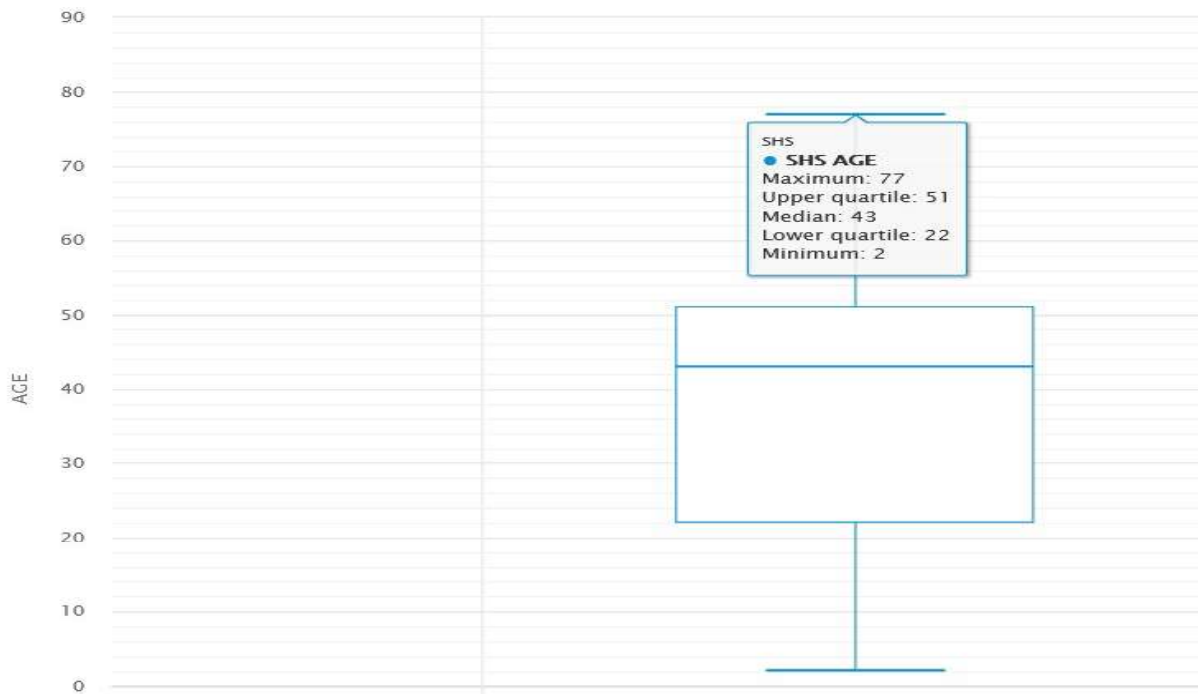 90
80
70
60
50
40
30
20
10
0
AGE
SHS
SHS AGE
Maximum: 77
Upper quartile: 51
Median: 43
Lower quartile: 22
Minimum: 2